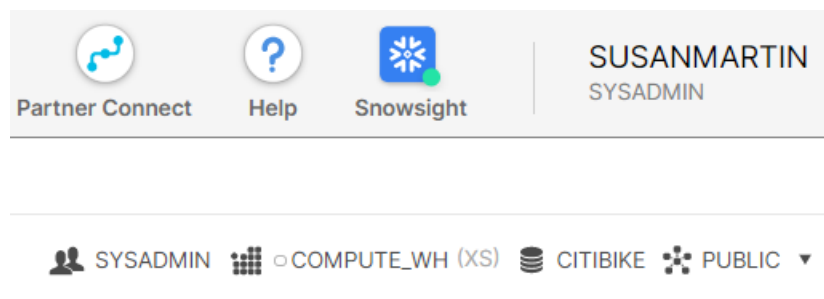 SUSANMARTIN
SYSADMIN
Partner Connect Help Snowsight
SYSADMIN COMPUTE_WH (XS) CITIBIKE PUBLIC